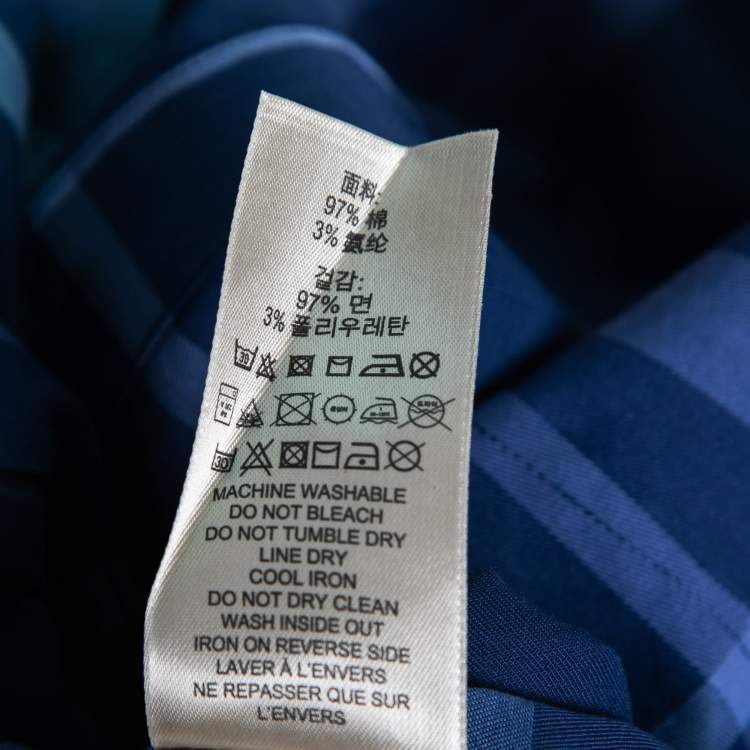 面料:
97% 棉
3% 氨纶
겉감:
97% 면
3% 폴리우레탄
30
30
MACHINE WASHABLE
DO NOT BLEACH
DO NOT TUMBLE DRY
LINE DRY
COOL IRON
DO NOT DRY CLEAN
WASH INSIDE OUT
IRON ON REVERSE SIDE
LAVER À L'ENVERS
NE REPASSER QUE SUR
L'ENVERS